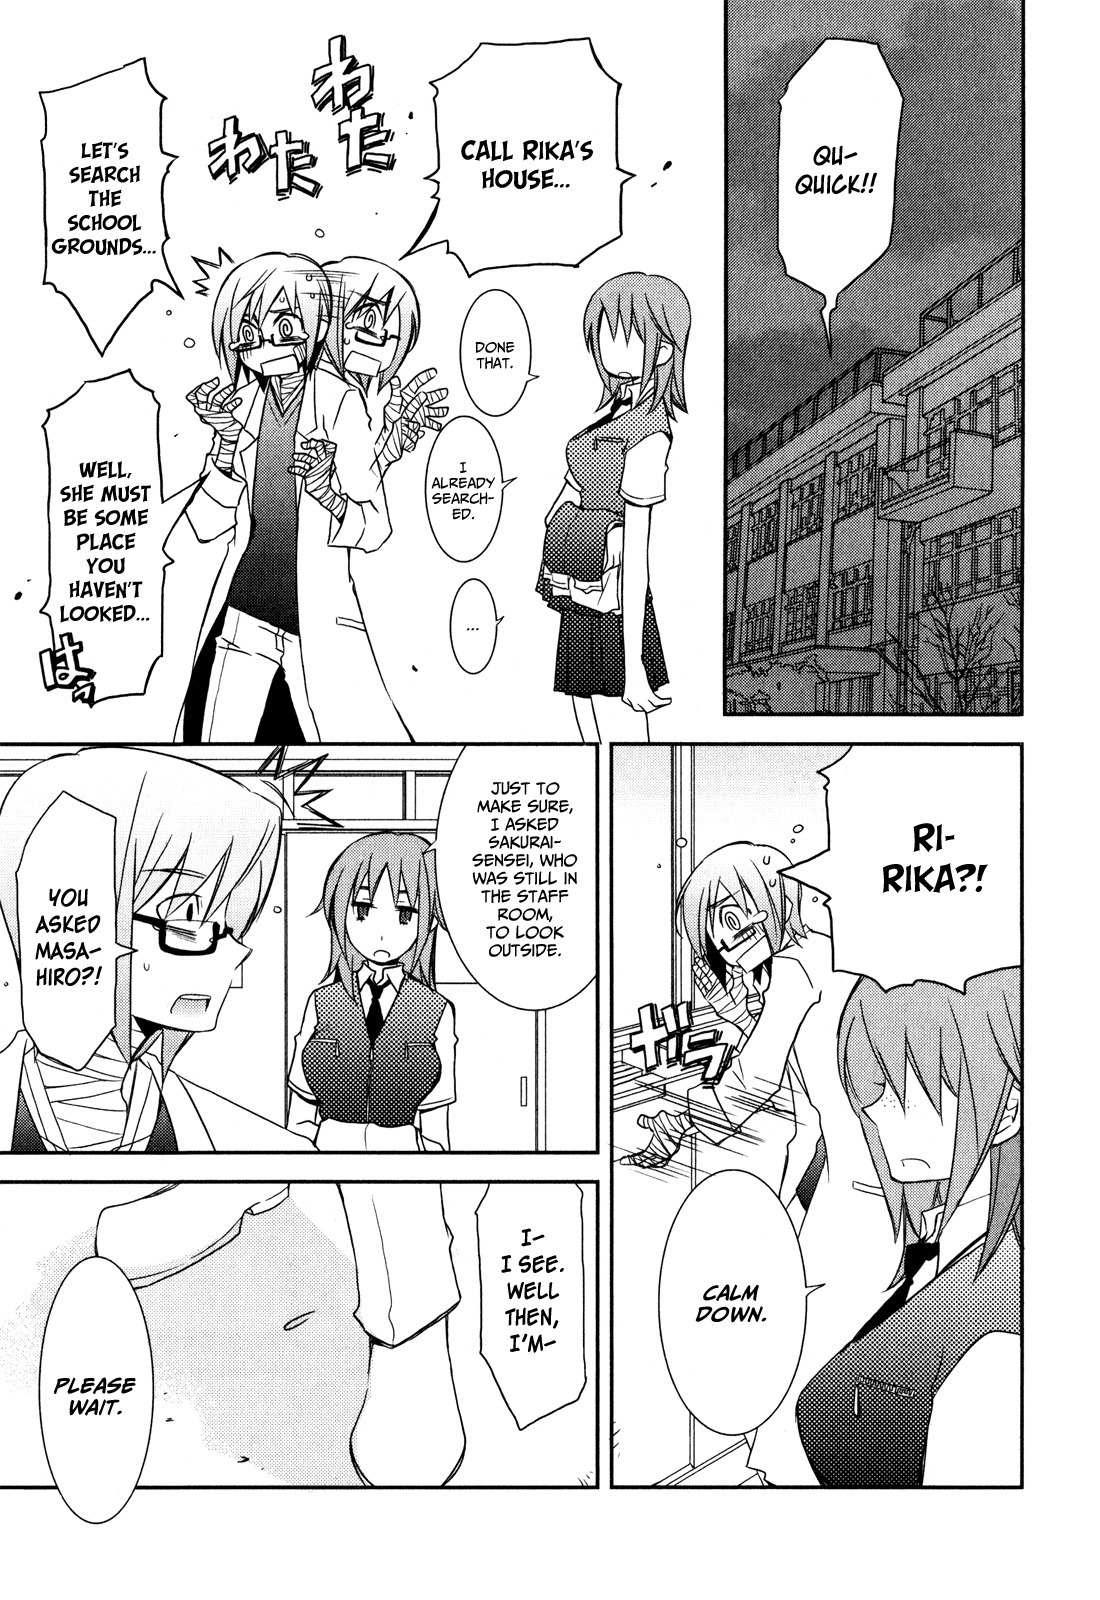 QU-
QUICK!!
CALL RIKA'S
HOUSE...
わたた
わたた
DONE
THAT.
LET'S
SEARCH
THE
SCHOOL
GROUNDS...
I
ALREADY
SEARCH-
ED.
WELL,
SHE MUST
BE SOME
PLACE
YOU
HAVEN'T
LOOKED...
はっ
...
RI-
RIKA?!
ガラ
CALM
DOWN.
JUST TO
MAKE SURE,
I ASKED
SAKURAI-
SENSEI, WHO
WAS STILL IN
THE STAFF
ROOM,
TO LOOK
OUTSIDE.
YOU
ASKED
MASA-
HIRO?!
I-
I SEE.
WELL
THEN,
I'M-
PLEASE
WAIT.